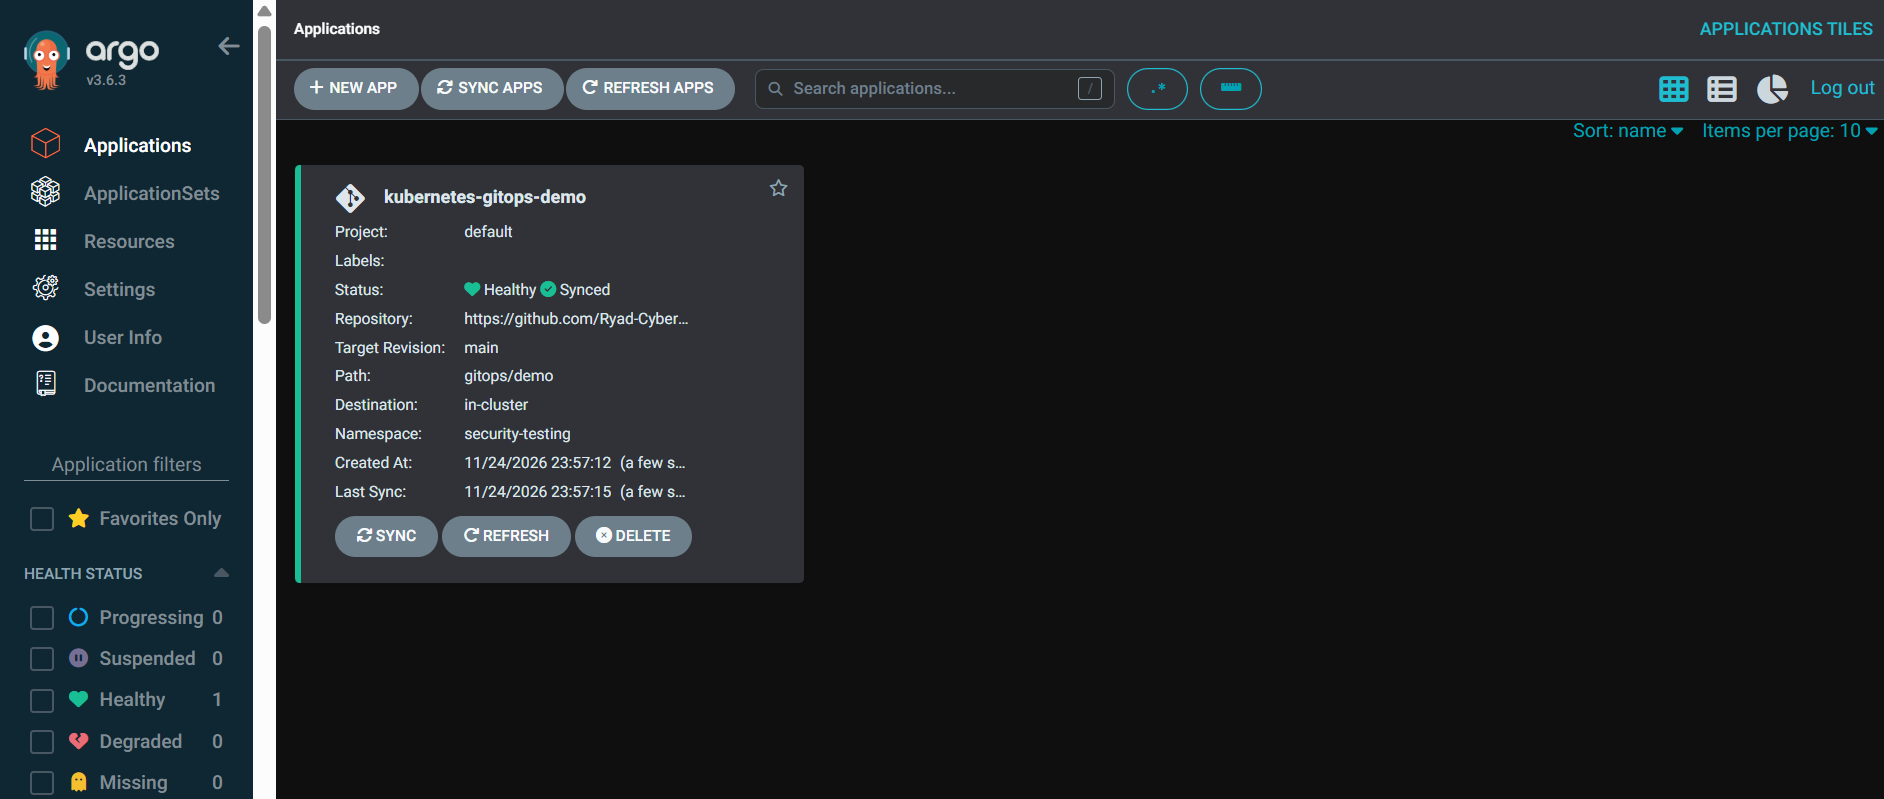 argo
v3.6.3
Applications
ApplicationSets
Resources
Settings
User Info
Documentation
Application filters
Favorites Only
HEALTH STATUS
Progressing 0
Suspended 0
Healthy 1
Degraded 0
Missing 0
Applications
APPLICATIONS TILES
NEW APP SYNC APPS REFRESH APPS Search applications... / .* Log out
Sort: name Items per page: 10
kubernetes-gitops-demo
Project: default
Labels:
Status: Healthy Synced
Repository: https://github.com/Ryad-Cyber...
Target Revision: main
Path: gitops/demo
Destination: in-cluster
Namespace: security-testing
Created At: 11/24/2026 23:57:12 (a few s...
Last Sync: 11/24/2026 23:57:15 (a few s...
SYNC REFRESH DELETE